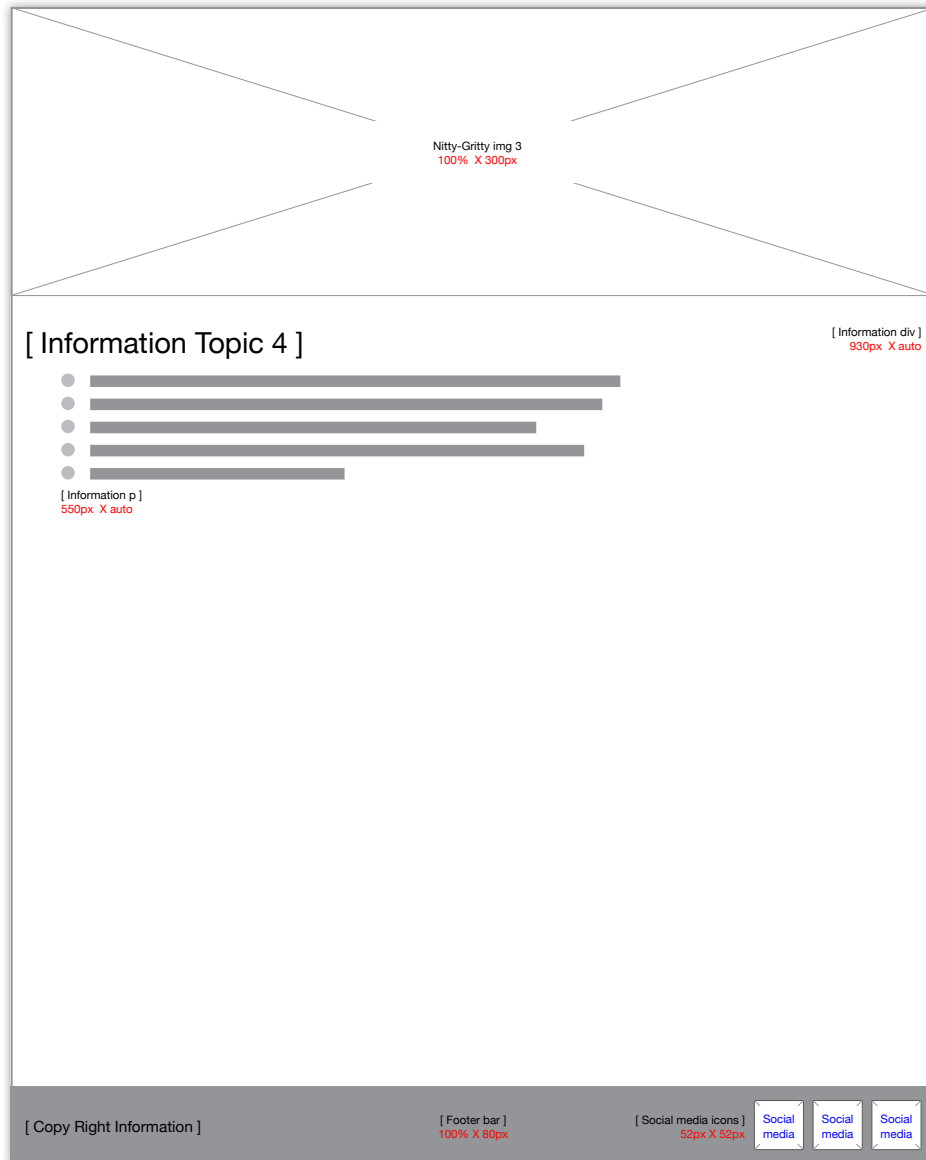 Nitty-Gritty img 3
100% X 300px
[ Information Topic 4 ]
[ Information div ]
930px X auto
[ Information p ]
550px X auto
[ Copy Right Information ]
[ Footer bar ]
100% X 80px
[ Social media icons ]
52px X 52px
Social
media
Social
media
Social
media